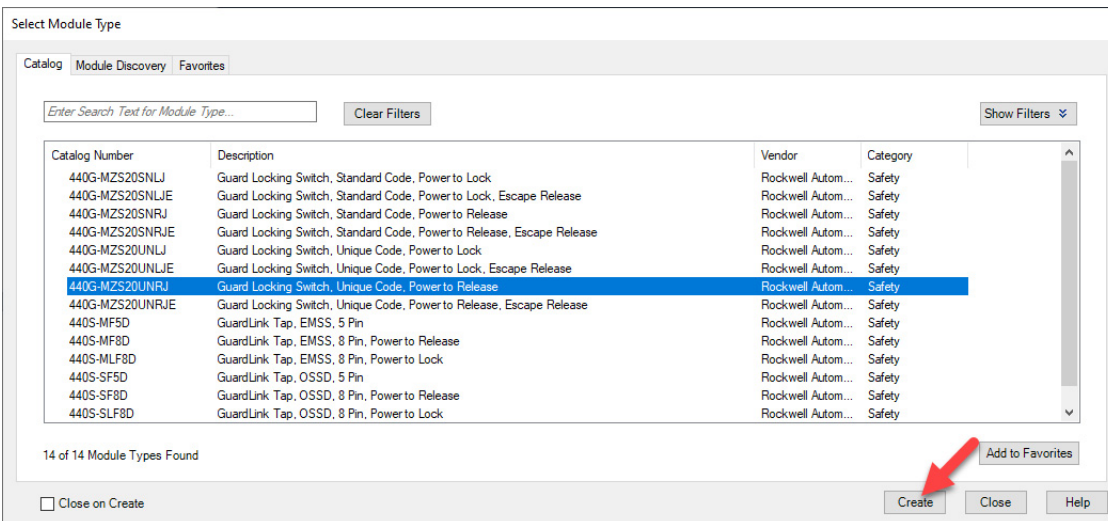 Select Module Type
Catalog Module Discovery Favorites
Enter Search Text for Module Type... Clear Filters Show Filters
Catalog Number Description Vendor Category
440G-MZS20SNLJ Guard Locking Switch, Standard Code, Power to Lock Rockwell Autom... Safety
440G-MZS20SNLJE Guard Locking Switch, Standard Code, Power to Lock, Escape Release Rockwell Autom... Safety
440G-MZS20SNRJ Guard Locking Switch, Standard Code, Power to Release Rockwell Autom... Safety
440G-MZS20SNRJE Guard Locking Switch, Standard Code, Power to Release, Escape Release Rockwell Autom... Safety
440G-MZS20UNLJ Guard Locking Switch, Unique Code, Power to Lock Rockwell Autom... Safety
440G-MZS20UNLJE Guard Locking Switch, Unique Code, Power to Lock, Escape Release Rockwell Autom... Safety
440G-MZS20UNRJ Guard Locking Switch, Unique Code, Power to Release Rockwell Autom... Safety
440G-MZS20UNRJE Guard Locking Switch, Unique Code, Power to Release, Escape Release Rockwell Autom... Safety
440S-MF5D GuardLink Tap, EMSS, 5 Pin Rockwell Autom... Safety
440S-MF8D GuardLink Tap, EMSS, 8 Pin, Power to Release Rockwell Autom... Safety
440S-MLF8D GuardLink Tap, EMSS, 8 Pin, Power to Lock Rockwell Autom... Safety
440S-SF5D GuardLink Tap, OSSD, 5 Pin Rockwell Autom... Safety
440S-SF8D GuardLink Tap, OSSD, 8 Pin, Power to Release Rockwell Autom... Safety
440S-SLF8D GuardLink Tap, OSSD, 8 Pin, Power to Lock Rockwell Autom... Safety
14 of 14 Module Types Found Add to Favorites
Close on Create Create Close Help